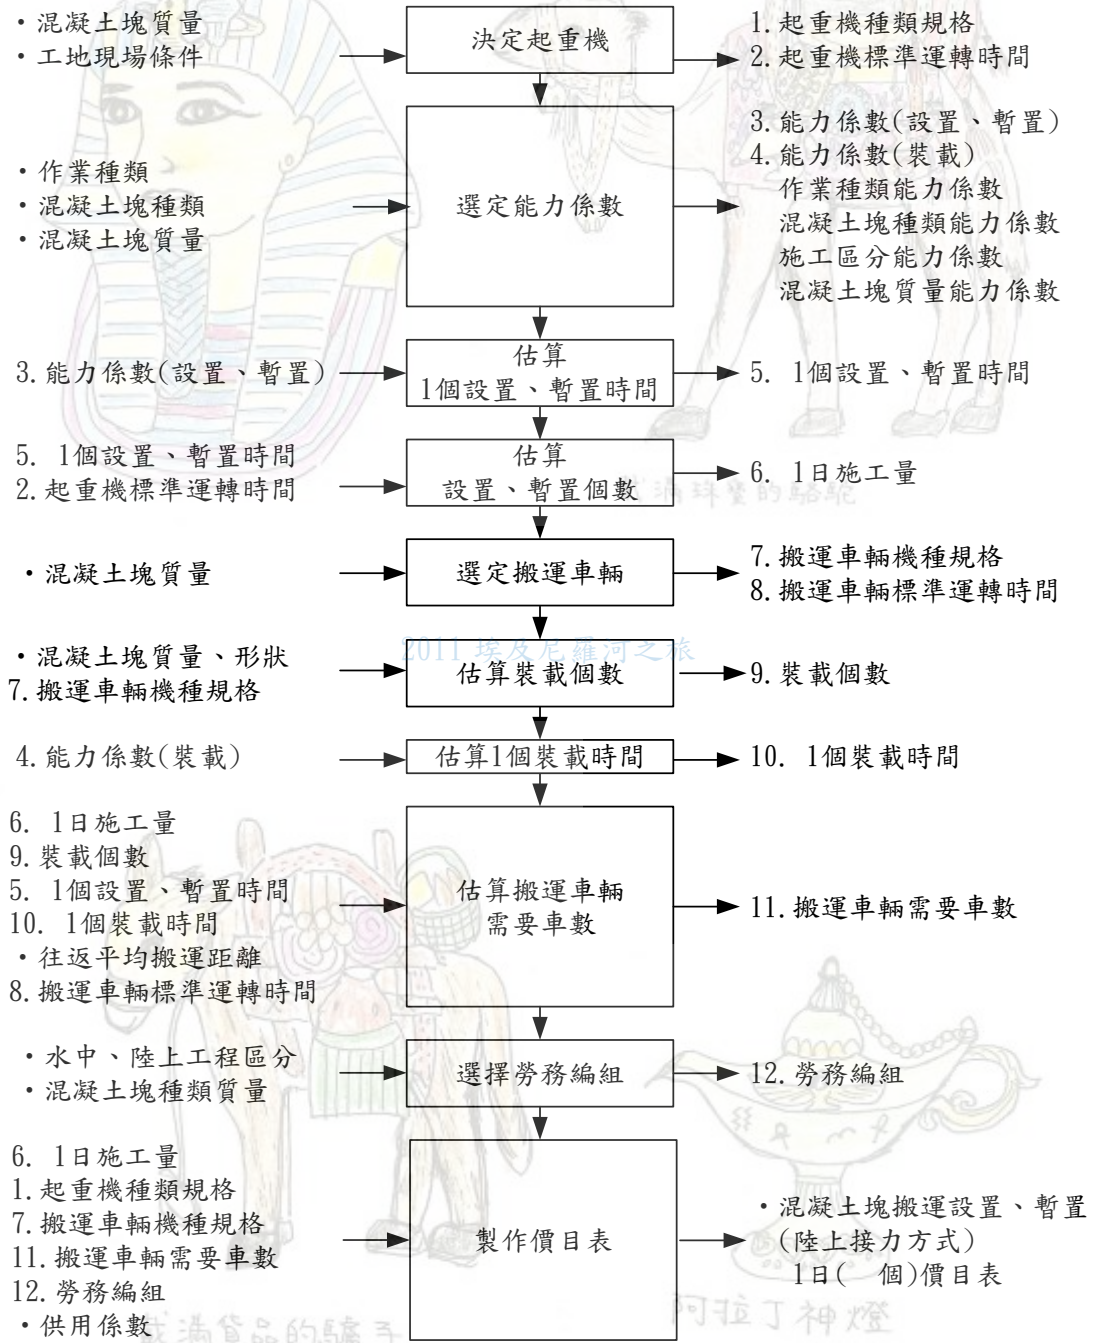 ・混凝土塊質量
・工地現場條件
決定起重機
1.起重機種類規格
2.起重機標準運轉時間
・作業種類
・混凝土塊種類
・混凝土塊質量
選定能力係數
3.能力係數(設置、暫置)
4.能力係數(裝載)
作業種類能力係數
混凝土塊種類能力係數
施工區分能力係數
混凝土塊質量能力係數
3.能力係數(設置、暫置)
估算
1個設置、暫置時間
5. 1個設置、暫置時間
5. 1個設置、暫置時間
2.起重機標準運轉時間
估算
設置、暫置個數
6. 1日施工量
載滿珠寶的駱駝
・混凝土塊質量
選定搬運車輛
7.搬運車輛機種規格
8.搬運車輛標準運轉時間
2011 埃及尼羅河之旅
・混凝土塊質量、形狀
7.搬運車輛機種規格
估算裝載個數
9.裝載個數
4.能力係數(裝載)
估算1個裝載時間
10. 1個裝載時間
6. 1日施工量
9.裝載個數
5. 1個設置、暫置時間
10. 1個裝載時間
・往返平均搬運距離
8.搬運車輛標準運轉時間
估算搬運車輛
需要車數
11.搬運車輛需要車數
・水中、陸上工程區分
・混凝土塊種類質量
選擇勞務編組
12.勞務編組
6. 1日施工量
1.起重機種類規格
7.搬運車輛機種規格
11.搬運車輛需要車數
12.勞務編組
・供用係數
製作價目表
・混凝土塊搬運設置、暫置
(陸上接力方式)
1日(　個)價目表
載滿貨品的驢子
阿拉丁神燈